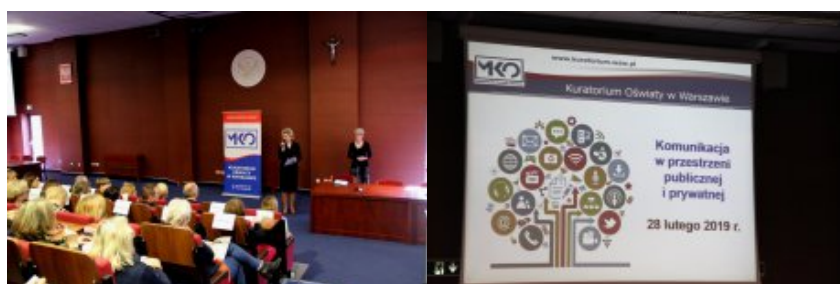 MKO
MKO
www.kuratorium.waw.pl
Kuratorium Oświaty w Warszawie
Komunikacja
w przestrzeni
publicznej
i prywatnej
28 lutego 2019 r.